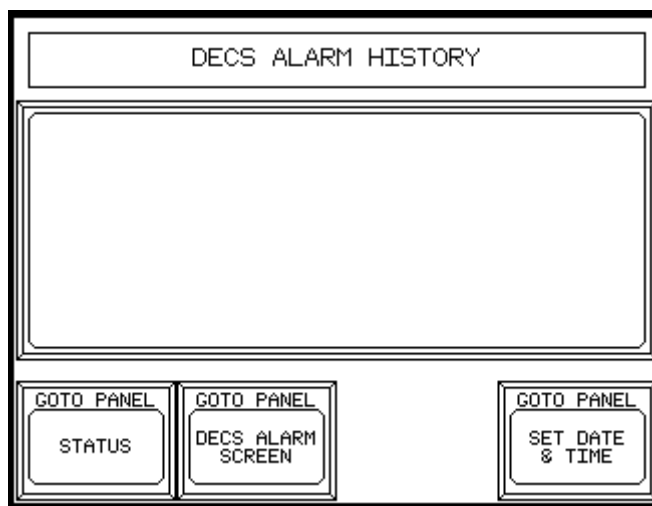 DECS ALARM HISTORY
GOTO PANEL
STATUS
GOTO PANEL
DECS ALARM
SCREEN
GOTO PANEL
SET DATE
& TIME